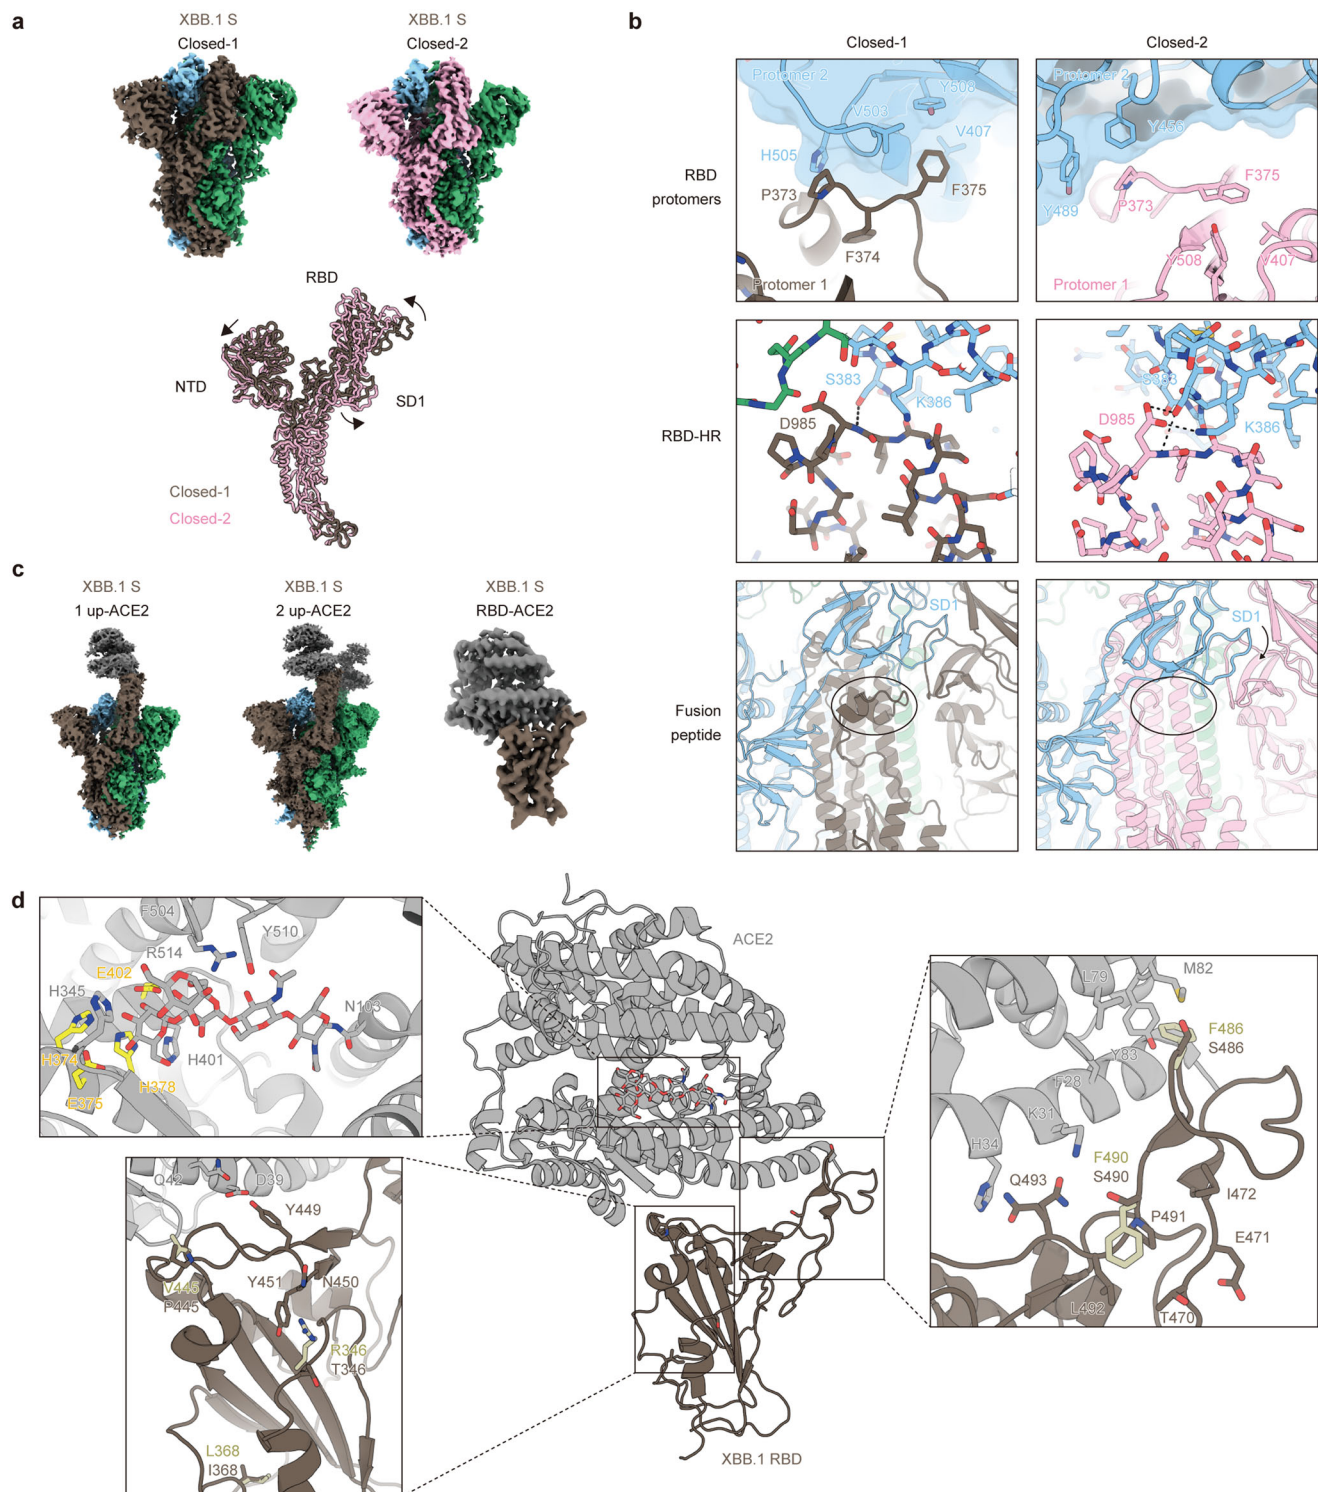 a
XBB.1 S
Closed-1
XBB.1 S
Closed-2
RBD
NTD
SD1
Closed-1
Closed-2
b
Closed-1
Closed-2
RBD
protomers
Protomer 2
Y508
V503
V407
H505
P373
F375
F374
Protomer 1
Protomer 2
Y456
F375
P373
Y489
Y508
V407
Protomer 1
RBD-HR
S383
K386
D985
S383
D985
K386
Fusion
peptide
SD1
SD1
c
XBB.1 S
1 up-ACE2
XBB.1 S
2 up-ACE2
XBB.1 S
RBD-ACE2
d
F504
Y510
R514
E402
H345
N103
H374
H401
H378
E375
ACE2
L79
M82
F486
S486
Y83
F28
K31
H34
F490
S490
Q493
I472
P491
E471
L492
T470
Q42
D39
Y449
Y451
N450
V445
P445
R346
T346
L368
I368
XBB.1 RBD